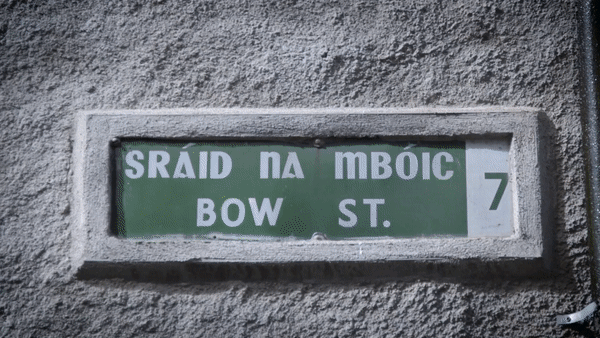 SRAID NA MBOIC
BOW ST.
7